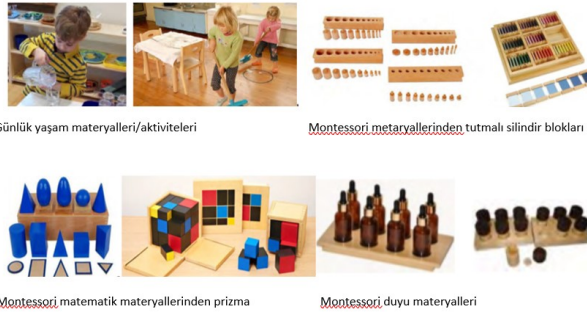 Günlük yaşam materyalleri/aktiviteleri
Montessori metaryallerinden tutmalı silindir blokları
Montessori matematik materyallerinden prizma
Montessori duyu materyalleri